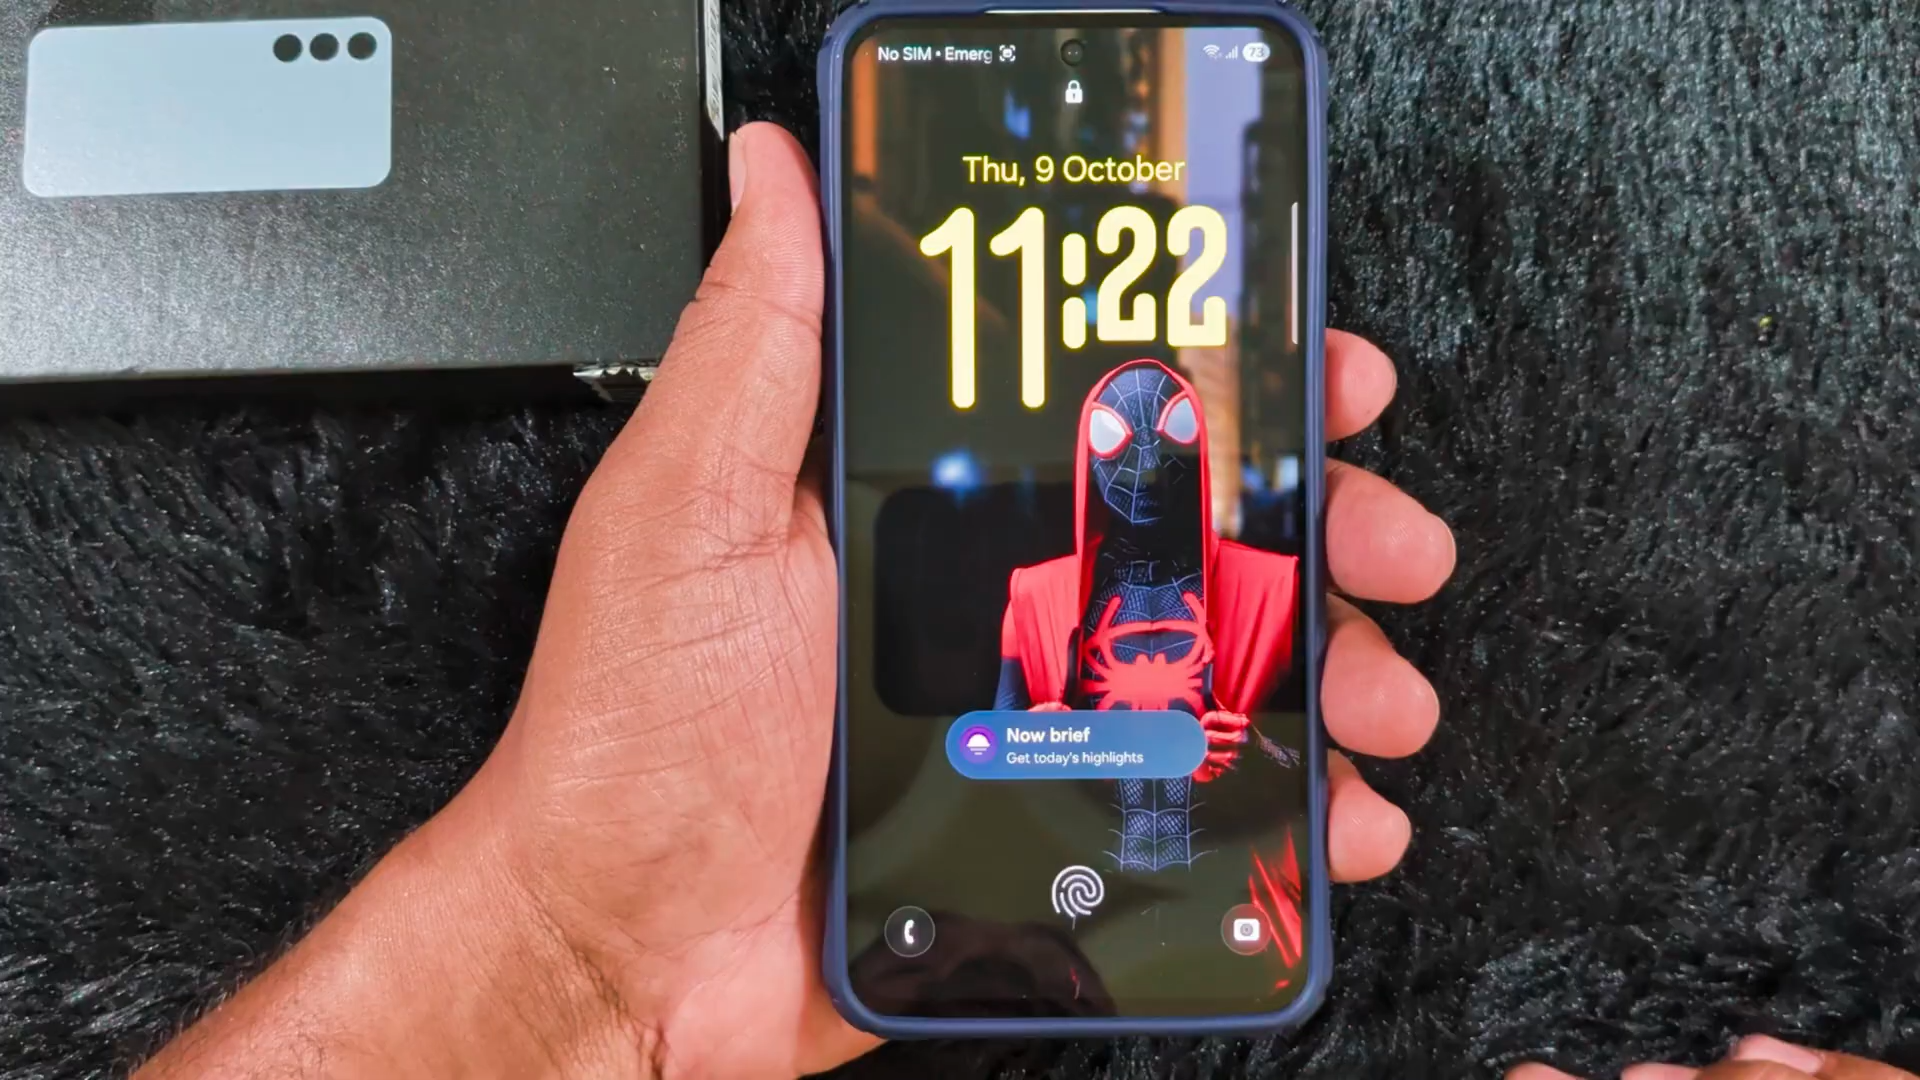 No SIM • Emerg
73
Thu, 9 October
11:22
Now brief
Get today's highlights